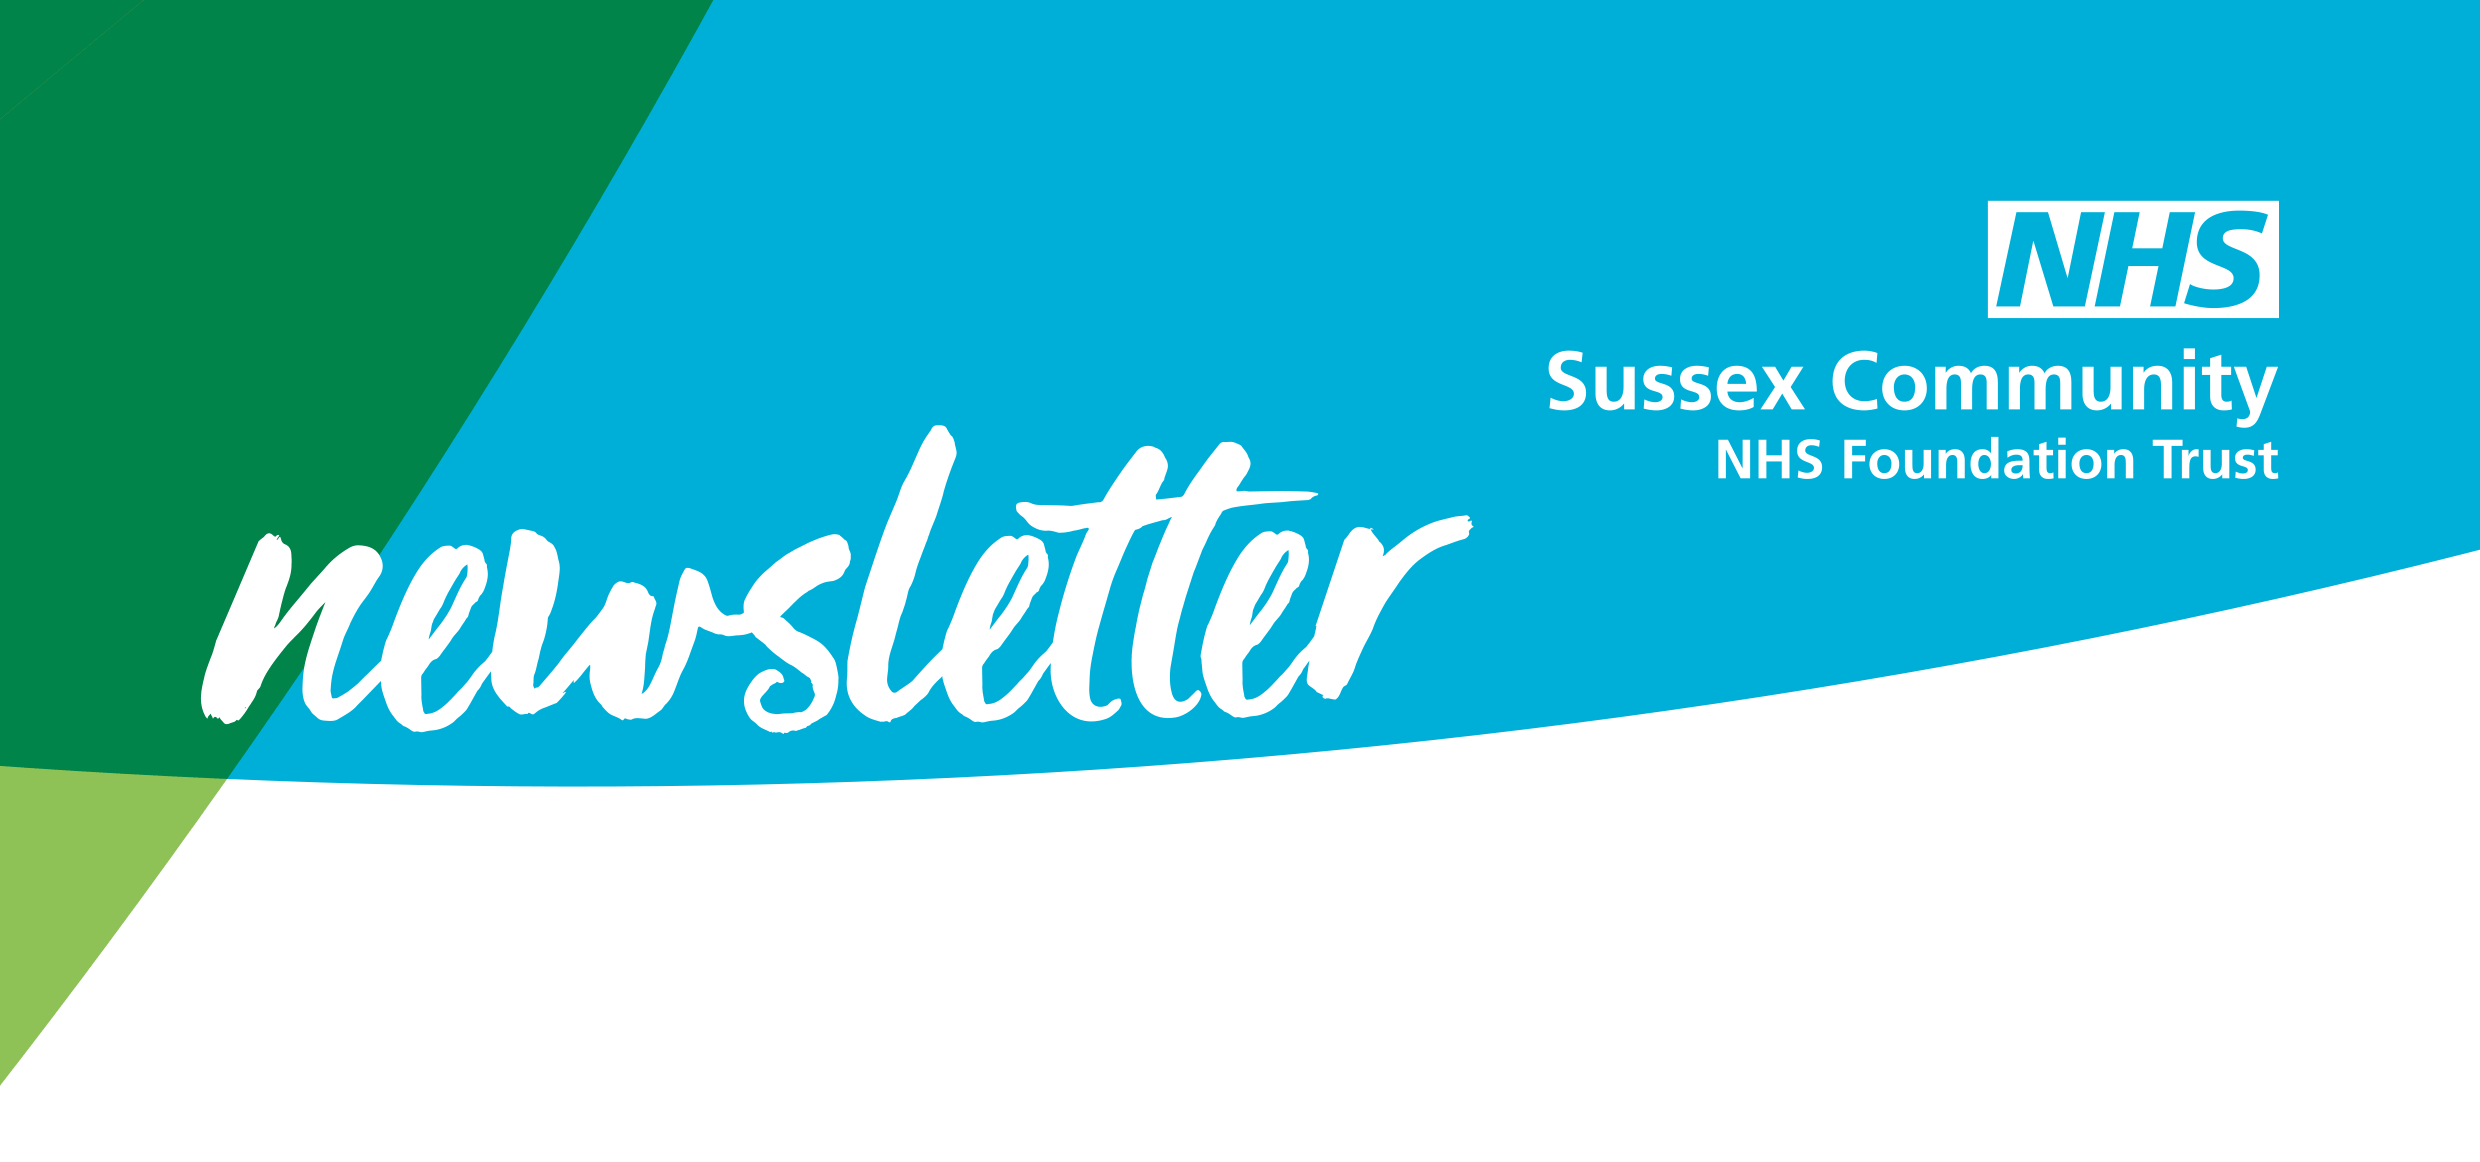 NHS
Sussex Community
NHS Foundation Trust
newsletter